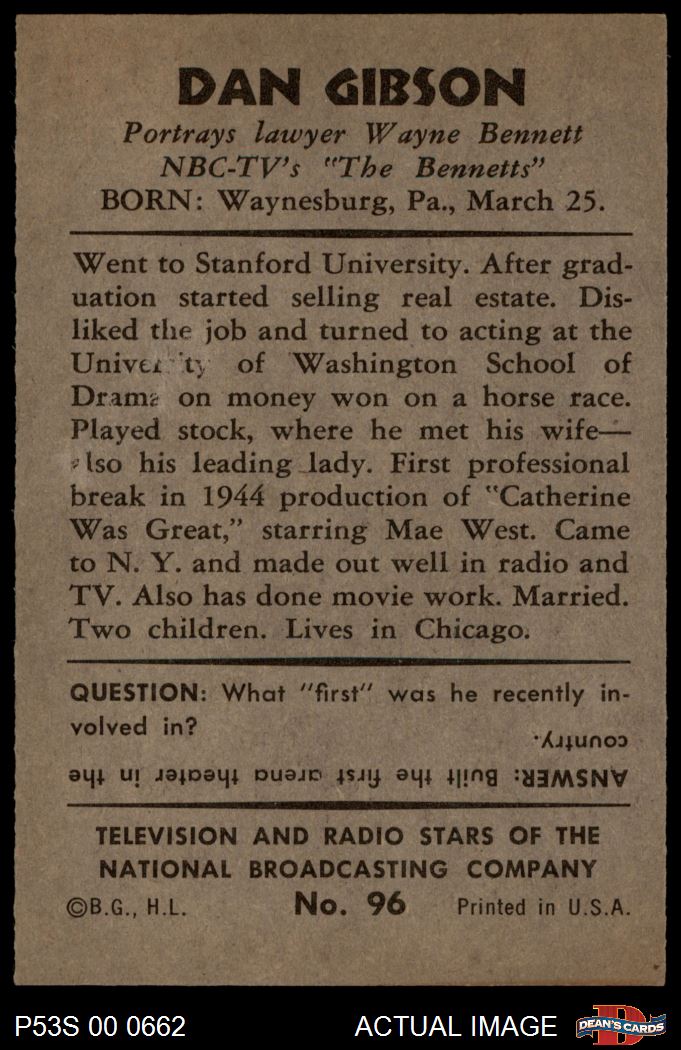 DAN GIBSON
Portrays lawyer Wayne Bennett
NBC-TV's "The Bennetts"
BORN: Waynesburg, Pa., March 25.
Went to Stanford University. After grad-
uation started selling real estate. Dis-
liked the job and turned to acting at the
University of Washington School of
Drama on money won on a horse race.
Played stock, where he met his wife—
also his leading lady. First professional
break in 1944 production of "Catherine
Was Great," starring Mae West. Came
to N. Y. and made out well in radio and
TV. Also has done movie work. Married.
Two children. Lives in Chicago.
QUESTION: What "first" was he recently in-
volved in?
ANSWER: Built the first arena theater in the
country.
TELEVISION AND RADIO STARS OF THE
NATIONAL BROADCASTING COMPANY
©B.G., H.L. No. 96 Printed in U.S.A.
P53S 00 0662 ACTUAL IMAGE DEAN'S CARDS